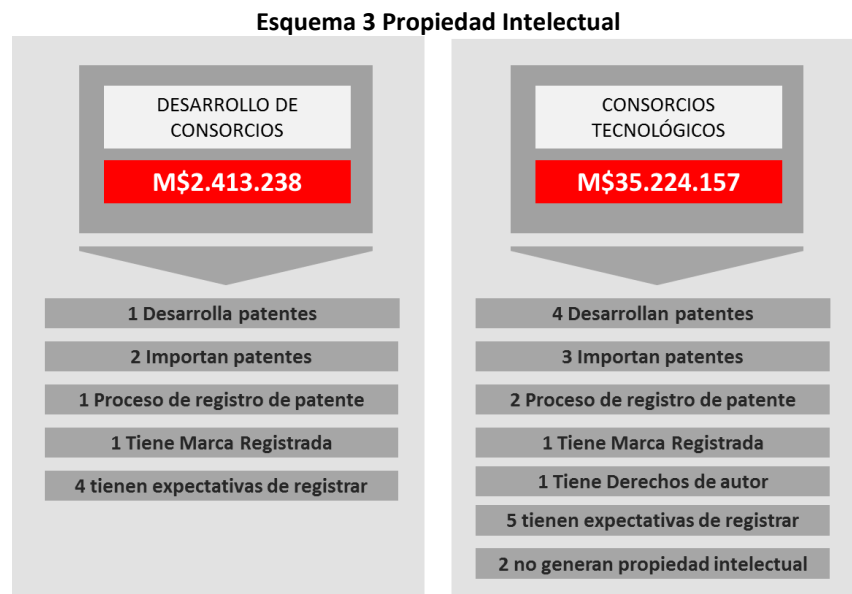 Esquema 3 Propiedad Intelectual
DESARROLLO DE
CONSORCIOS
M$2.413.238
1 Desarrolla patentes
2 Importan patentes
1 Proceso de registro de patente
1 Tiene Marca Registrada
4 tienen expectativas de registrar
CONSORCIOS
TECNOLÓGICOS
M$35.224.157
4 Desarrollan patentes
3 Importan patentes
2 Proceso de registro de patente
1 Tiene Marca Registrada
1 Tiene Derechos de autor
5 tienen expectativas de registrar
2 no generan propiedad intelectual